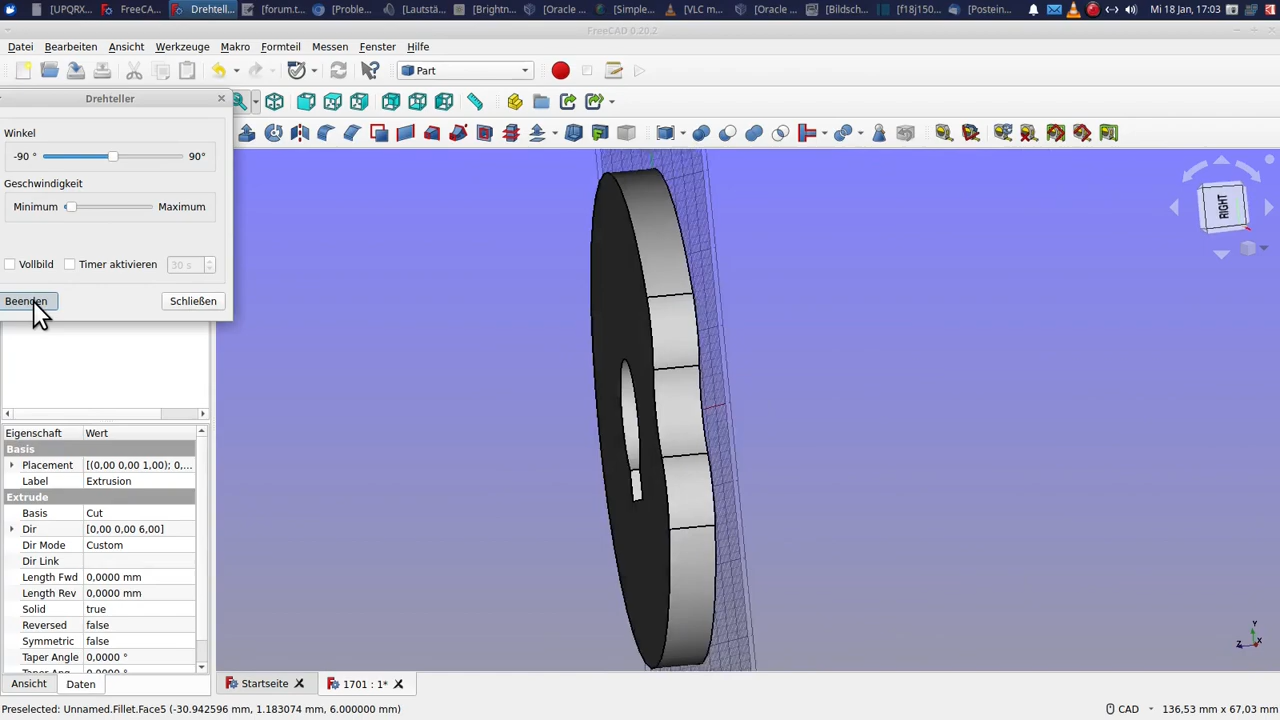 [UPQRX...
FreeCA...
Drehtell...
[forum.t...
[Proble...
[Lautstä...
[Brightn...
[Oracle ...
[Simple...
[VLC m...
[Oracle ...
[Bildsch...
[f18j150...
[Postein...
Mi 18 Jan, 17:03
FreeCAD 0.20.2
Datei Bearbeiten Ansicht Werkzeuge Makro Formteil Messen Fenster Hilfe
Part
Drehteller
Winkel
-90 ° 90°
Geschwindigkeit
Minimum Maximum
Vollbild Timer aktivieren 30 s
Beenden Schließen
RIGHT
Eigenschaft Wert
Basis
Placement [(0,00 0,00 1,00); 0,...
Label Extrusion
Extrude
Basis Cut
Dir [0,00 0,00 6,00]
Dir Mode Custom
Dir Link
Length Fwd 0,0000 mm
Length Rev 0,0000 mm
Solid true
Reversed false
Symmetric false
Taper Angle 0,0000 °
Y
Z X
Ansicht Daten
Startseite 1701 : 1*
Preselected: Unnamed.Fillet.Face5 (-30.942596 mm, 1.183074 mm, 6.000000 mm) CAD 136,53 mm x 67,03 mm